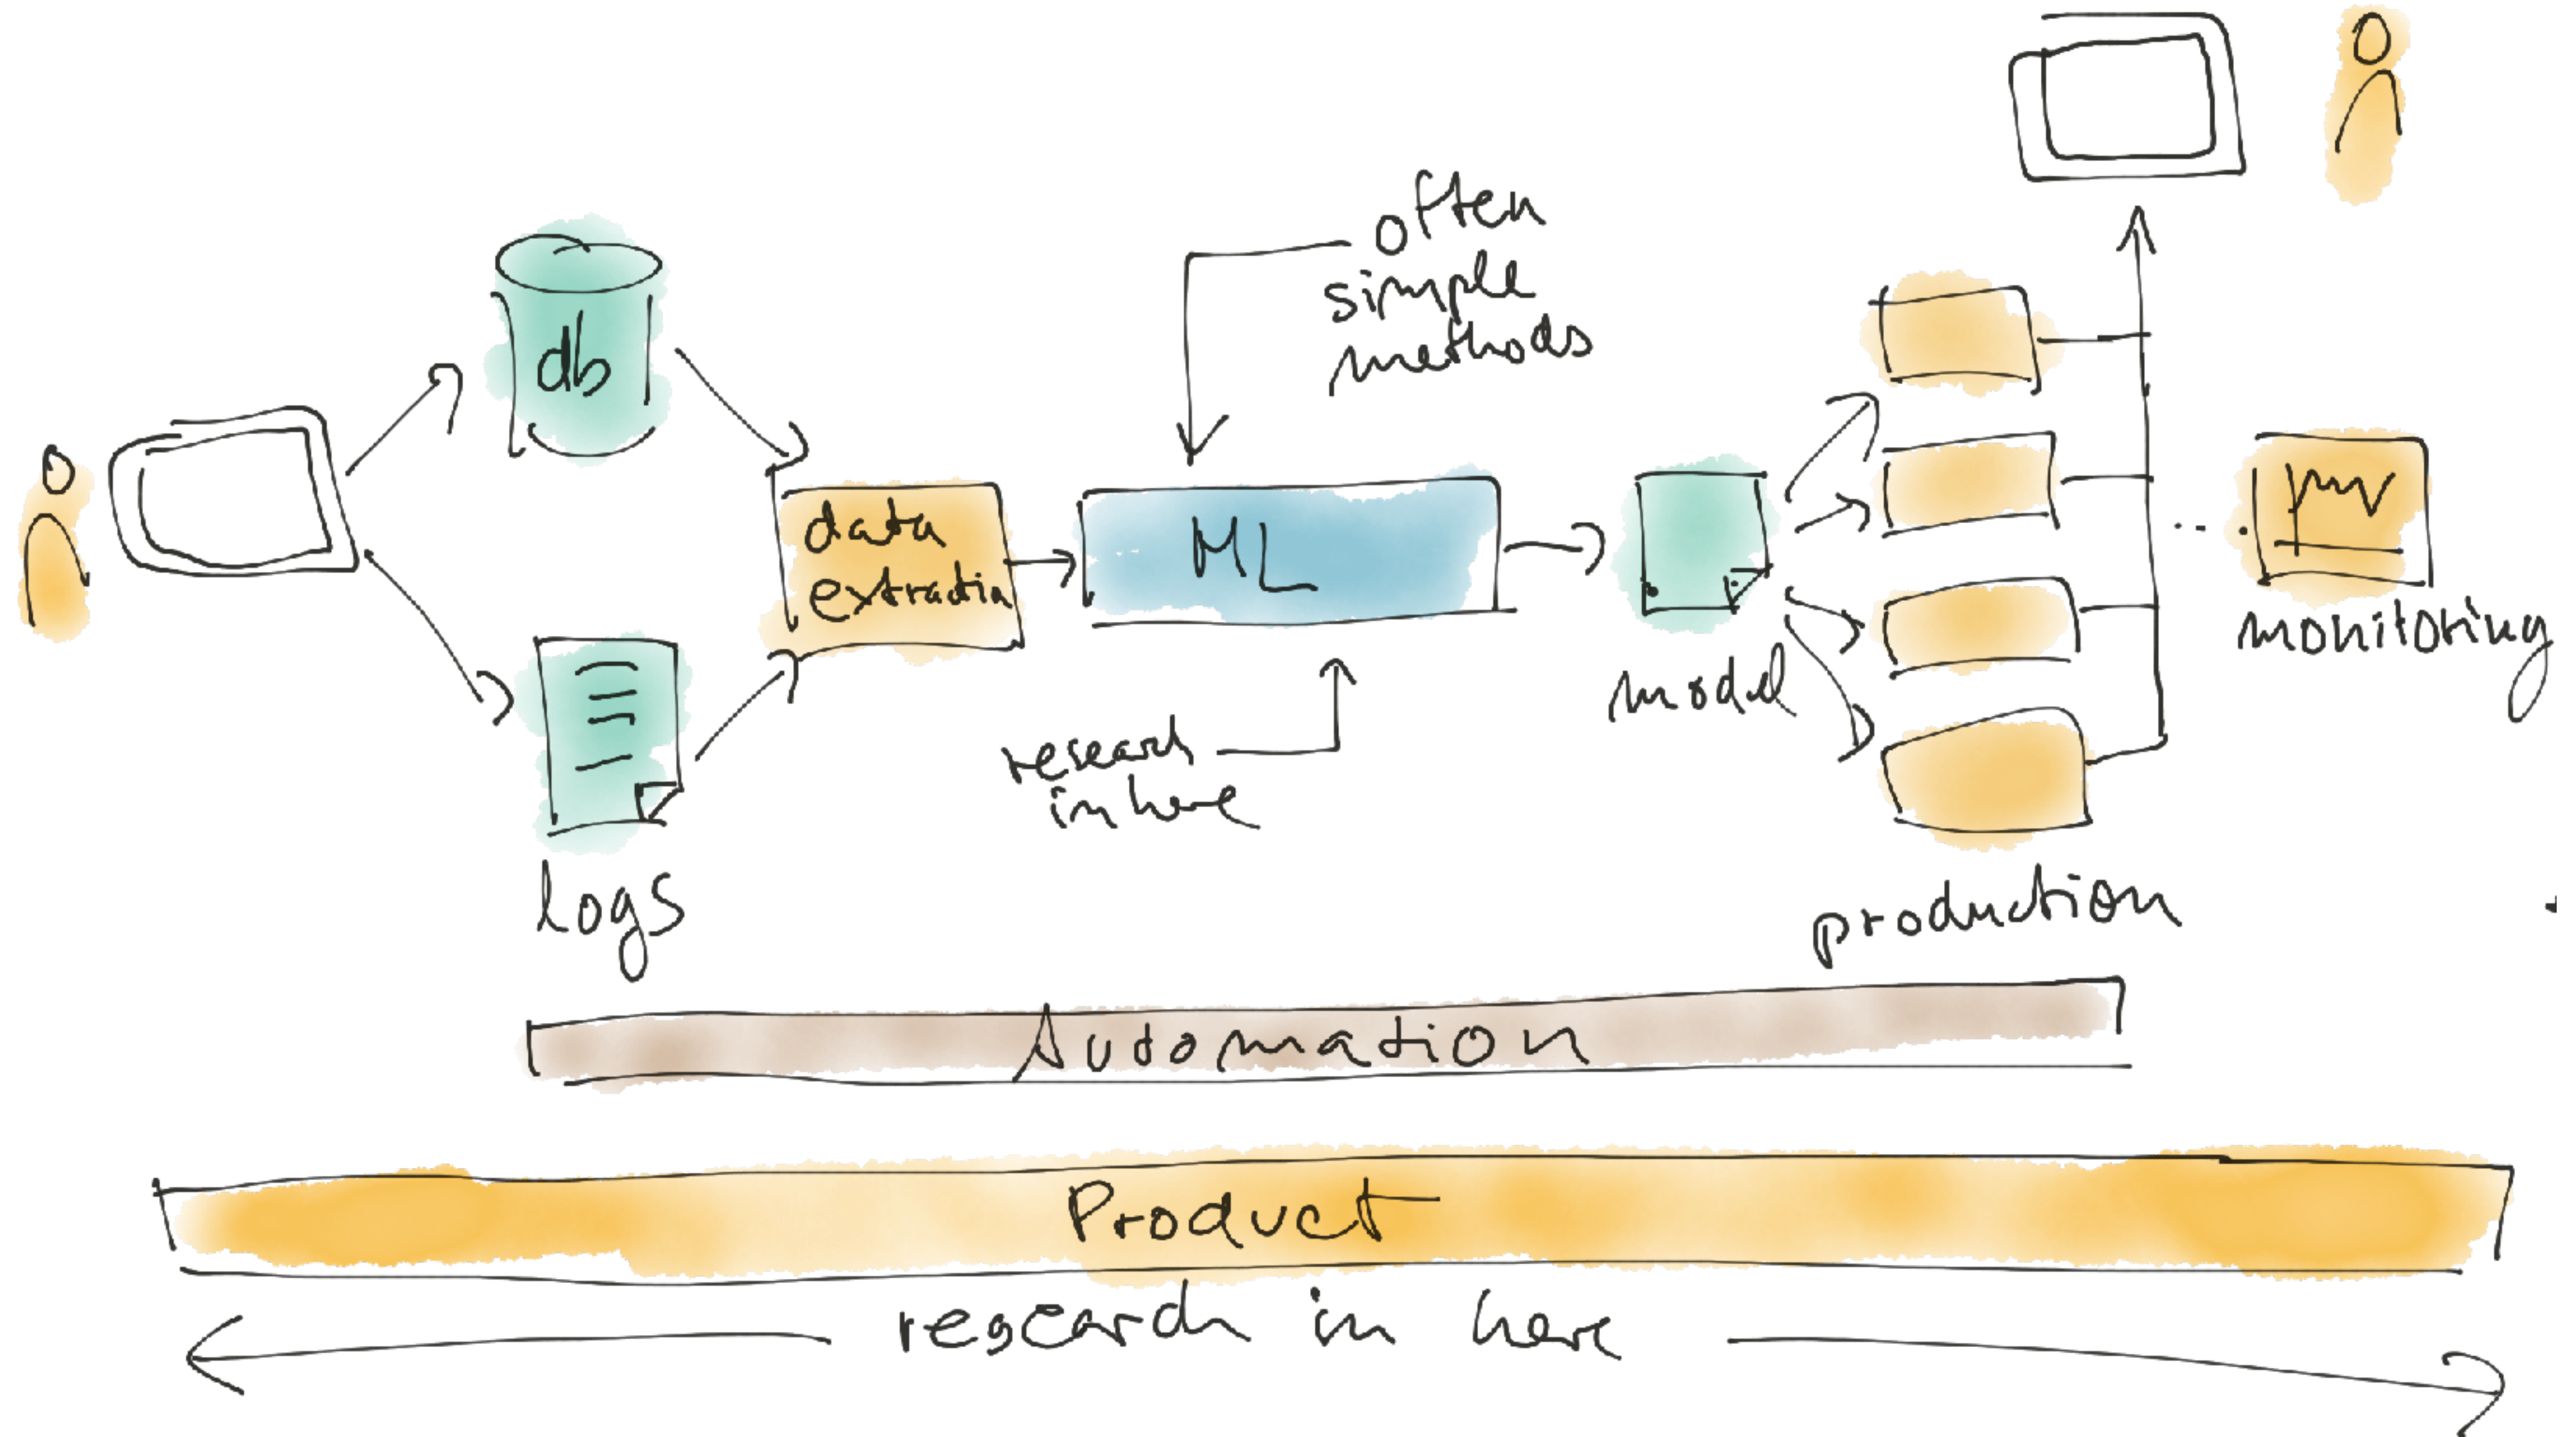 often
simple
methods
db
data
extraction
ML
model
monitoring
research
in here
logs
production
Automation
Product
research in here